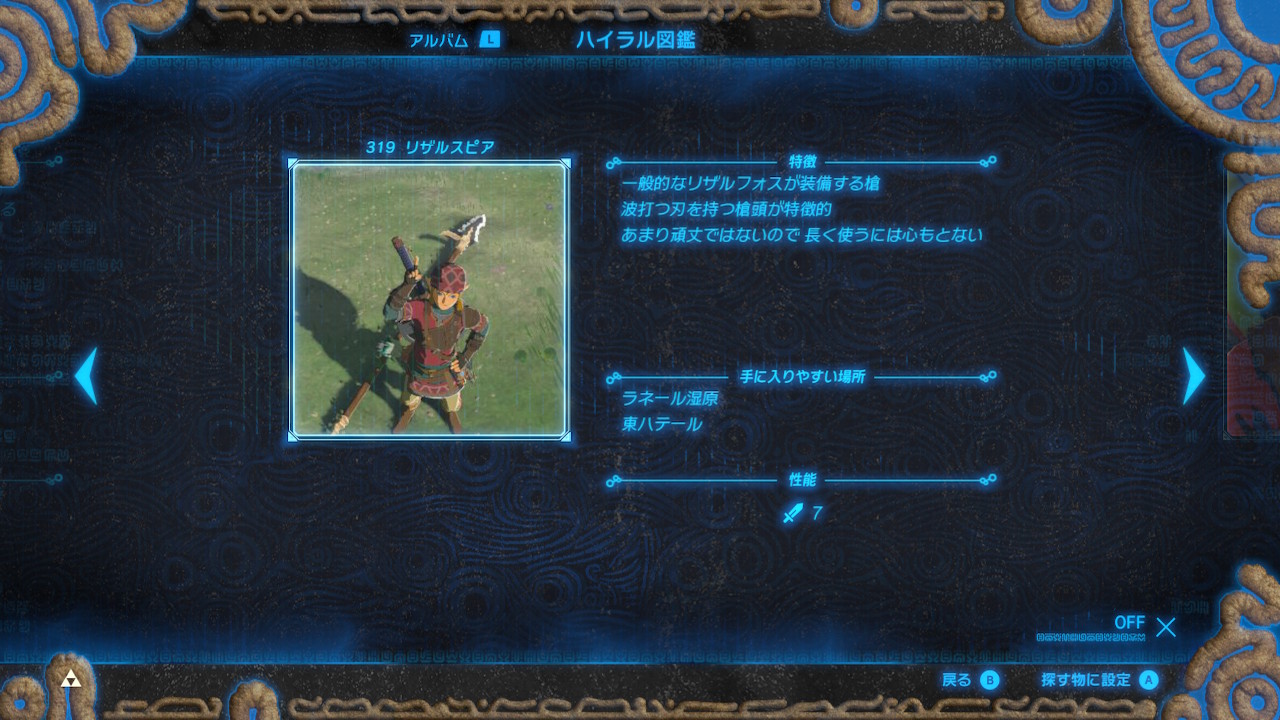 アルバム L
ハイラル図鑑
319 リザルスピア
特徴
一般的なリザルフォスが装備する槍
波打つ刃を持つ槍頭が特徴的
あまり頑丈ではないので 長く使うには心もとない
手に入りやすい場所
ラネール湿原
東ハテール
性能
7
OFF
戻る B
探す物に設定 A